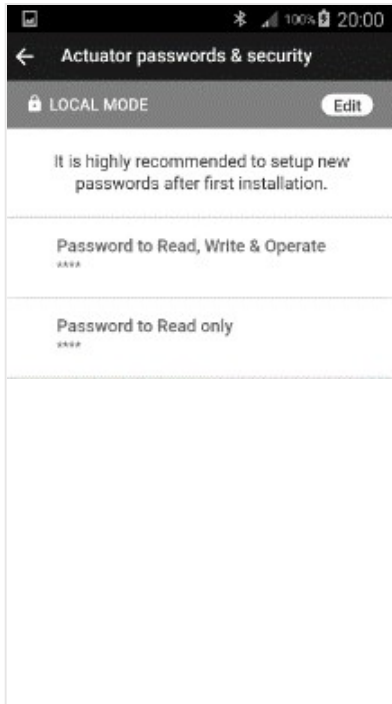 100% 20:00
Actuator passwords & security
LOCAL MODE Edit
It is highly recommended to setup new
passwords after first installation.
Password to Read, Write & Operate
****
Password to Read only
****